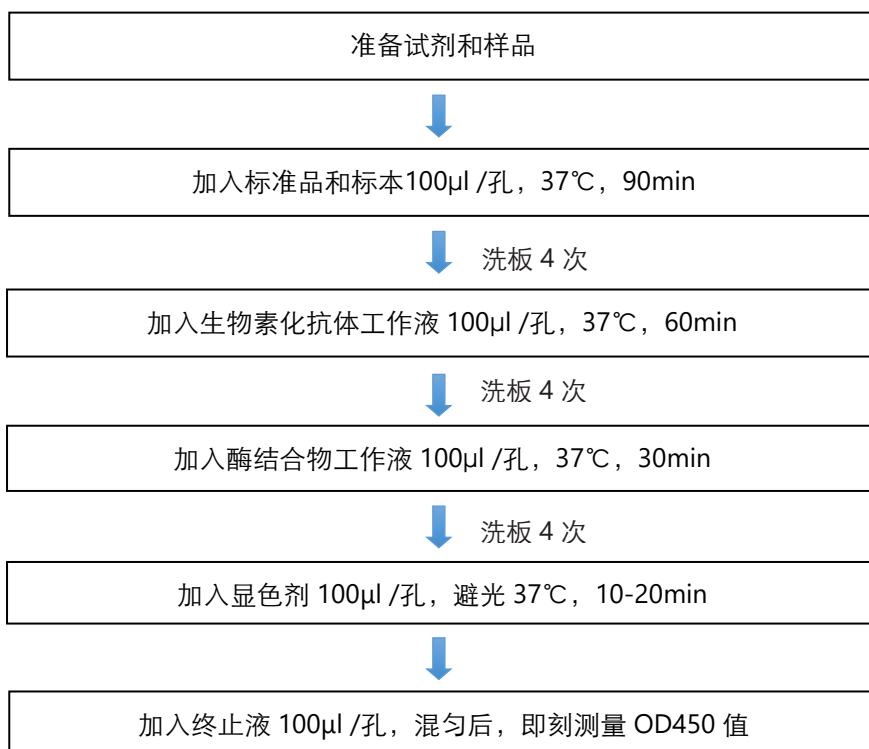 准备试剂和样品
加入标准品和标本100μl /孔，37℃，90min
洗板 4 次
加入生物素化抗体工作液 100μl /孔，37℃，60min
洗板 4 次
加入酶结合物工作液 100μl /孔，37℃，30min
洗板 4 次
加入显色剂 100μl /孔，避光 37℃，10-20min
加入终止液 100μl /孔，混匀后，即刻测量 OD450 值